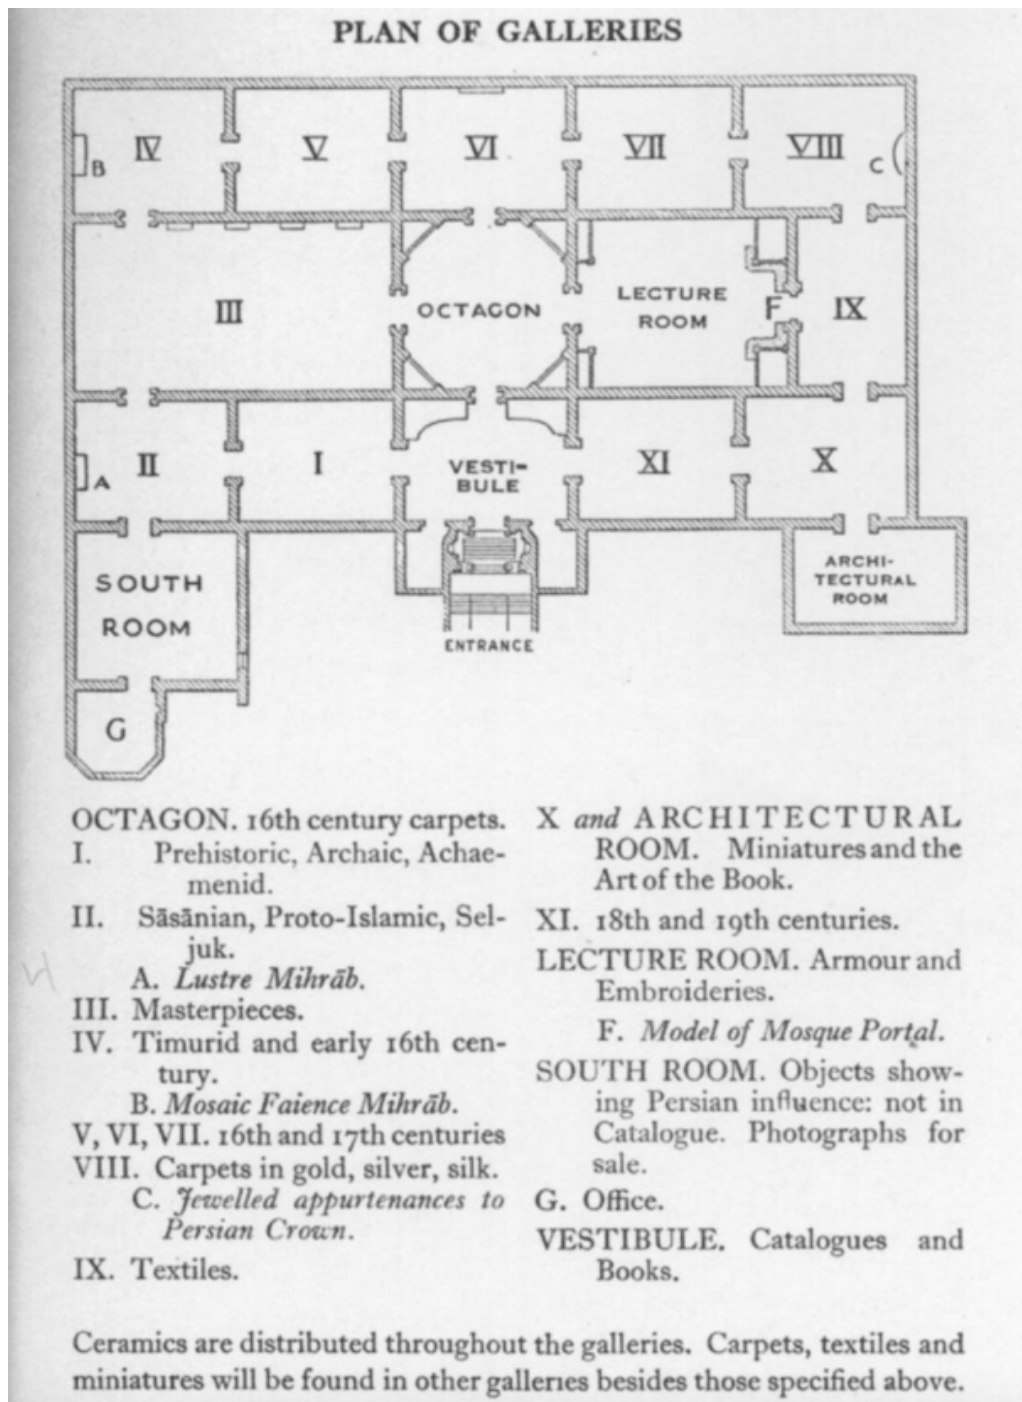 PLAN OF GALLERIES
IV
V
VI
VII
VIII
B
C
III
OCTAGON
LECTURE
ROOM
F
IX
II
A
I
VESTI-
BULE
XI
X
SOUTH
ROOM
ARCHI-
TECTURAL
ROOM
ENTRANCE
G
OCTAGON. 16th century carpets.
I. Prehistoric, Archaic, Achae-
menid.
II. Sāsānian, Proto-Islamic, Sel-
juk.
A. Lustre Mihrāb.
III. Masterpieces.
IV. Timurid and early 16th cen-
tury.
B. Mosaic Faience Mihrāb.
V, VI, VII. 16th and 17th centuries
VIII. Carpets in gold, silver, silk.
C. Jewelled appurtenances to
Persian Crown.
IX. Textiles.
X and ARCHITECTURAL
ROOM. Miniatures and the
Art of the Book.
XI. 18th and 19th centuries.
LECTURE ROOM. Armour and
Embroideries.
F. Model of Mosque Portal.
SOUTH ROOM. Objects show-
ing Persian influence: not in
Catalogue. Photographs for
sale.
G. Office.
VESTIBULE. Catalogues and
Books.
Ceramics are distributed throughout the galleries. Carpets, textiles and
miniatures will be found in other galleries besides those specified above.